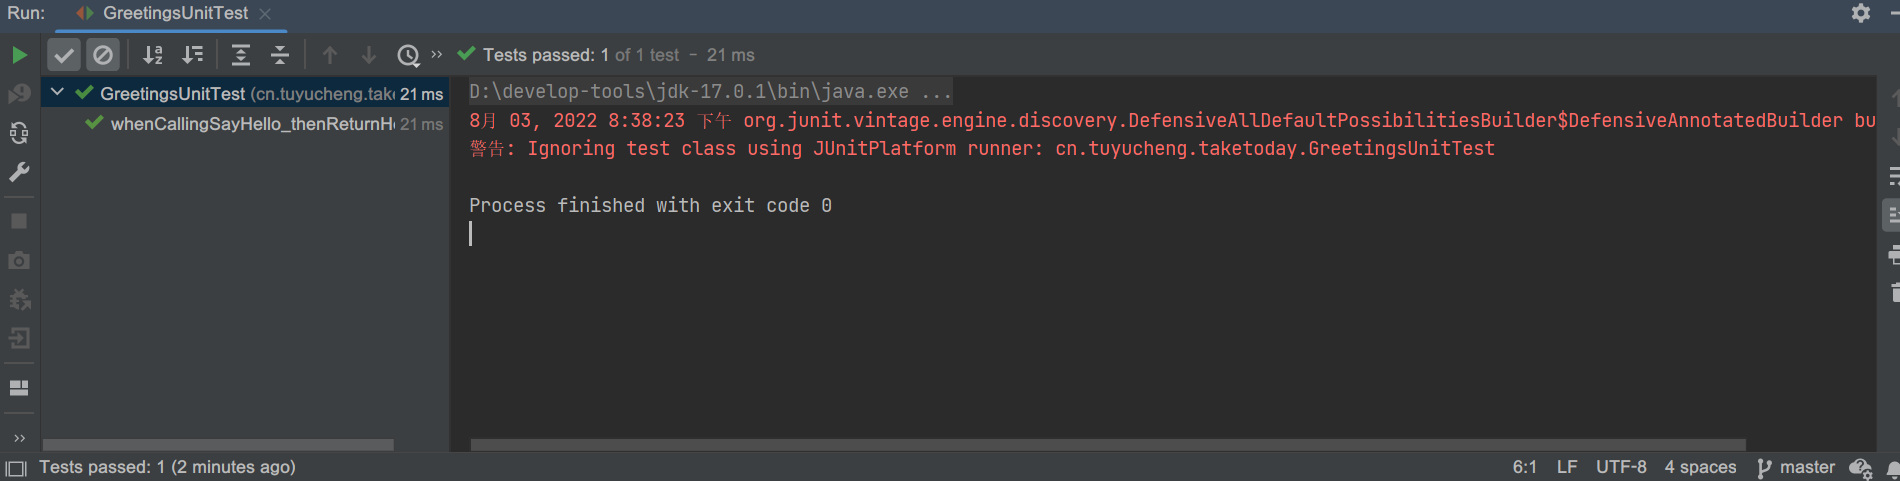 Run: GreetingsUnitTest
Tests passed: 1 of 1 test – 21 ms
GreetingsUnitTest (cn.tuyucheng.take 21 ms
whenCallingSayHello_thenReturnHe 21 ms
D:\develop-tools\jdk-17.0.1\bin\java.exe ...
8月 03, 2022 8:38:23 下午 org.junit.vintage.engine.discovery.DefensiveAllDefaultPossibilitiesBuilder$DefensiveAnnotatedBuilder bu
警告: Ignoring test class using JUnitPlatform runner: cn.tuyucheng.taketoday.GreetingsUnitTest
Process finished with exit code 0
Tests passed: 1 (2 minutes ago)
6:1 LF UTF-8 4 spaces master